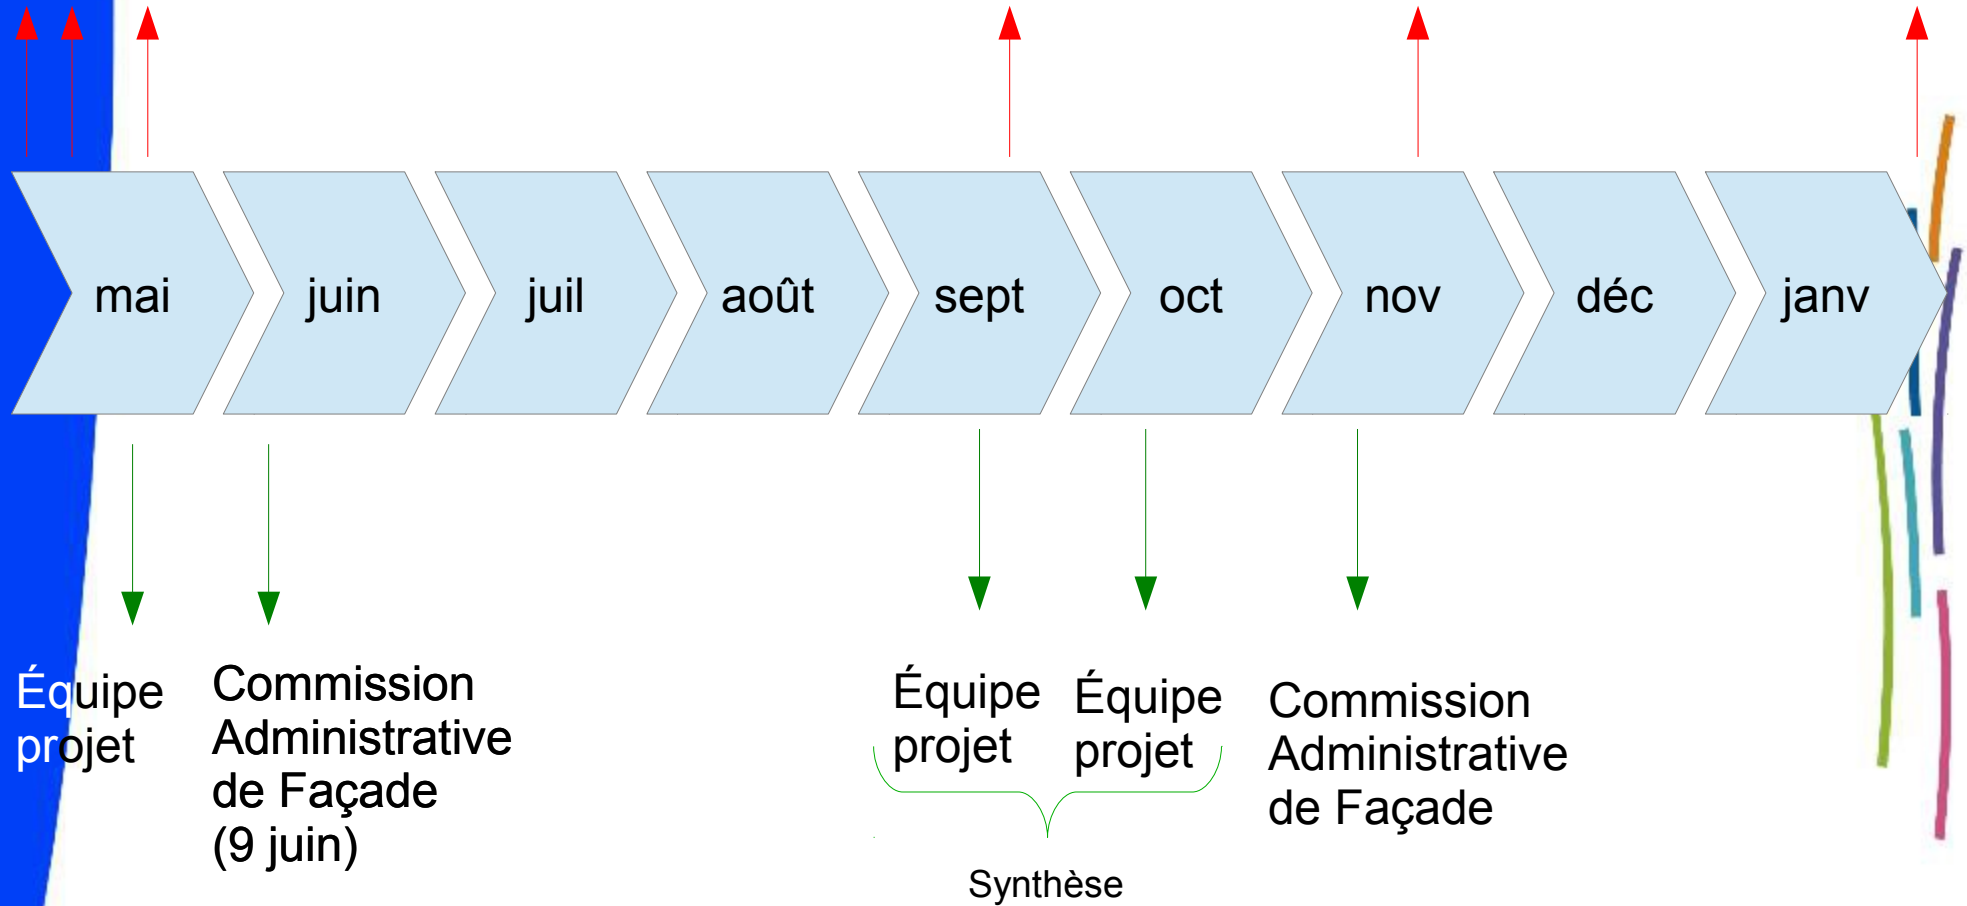 mai
juin
juil
août
sept
oct
nov
déc
janv
Équipe
projet
Commission
Administrative
de Façade
(9 juin)
Équipe
projet
Équipe
projet
Commission
Administrative
de Façade
Synthèse